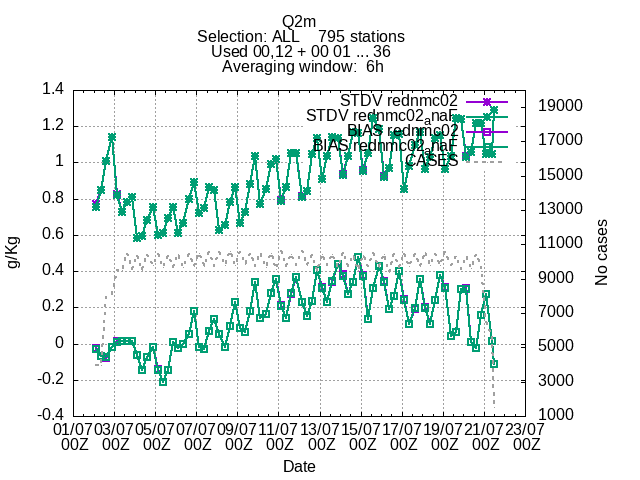 Q2m
Selection: ALL    795 stations
Used 00,12 + 00 01 ... 36
Averaging window:  6h
STDV rednmc02
STDV rednmc02anaF
BIAS rednmc02
BIAS rednmc02anaF
CASES
1.4
1.2
1
0.8
0.6
0.4
0.2
0
-0.2
-0.4
g/Kg
19000
17000
15000
13000
11000
9000
7000
5000
3000
1000
No cases
01/07 03/07 05/07 07/07 09/07 11/07 13/07 15/07 17/07 19/07 21/07 23/07
00Z 00Z 00Z 00Z 00Z 00Z 00Z 00Z 00Z 00Z 00Z 00Z
Date